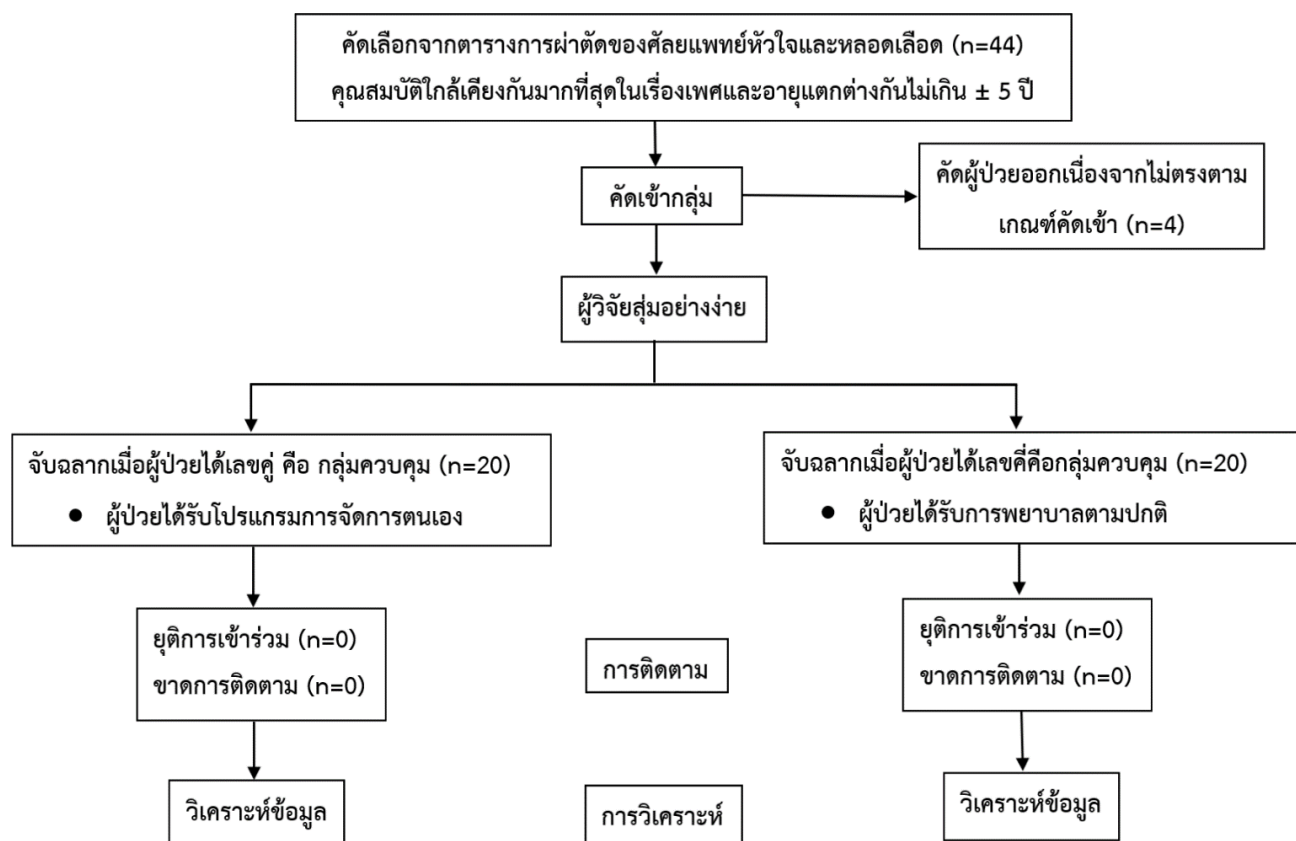 คัดเลือกจากตารางการผ่าตัดของศัลยแพทย์หัวใจและหลอดเลือด (n=44)
คุณสมบัติใกล้เคียงกันมากที่สุดในเรื่องเพศและอายุแตกต่างกันไม่เกิน ± 5 ปี
คัดเข้ากลุ่ม
คัดผู้ป่วยออกเนื่องจากไม่ตรงตาม
เกณฑ์คัดเข้า (n=4)
ผู้วิจัยสุ่มอย่างง่าย
จับฉลากเมื่อผู้ป่วยได้เลขคู่ คือ กลุ่มควบคุม (n=20)
● ผู้ป่วยได้รับโปรแกรมการจัดการตนเอง
จับฉลากเมื่อผู้ป่วยได้เลขคี่คือกลุ่มควบคุม (n=20)
● ผู้ป่วยได้รับการพยาบาลตามปกติ
ยุติการเข้าร่วม (n=0)
ขาดการติดตาม (n=0)
การติดตาม
ยุติการเข้าร่วม (n=0)
ขาดการติดตาม (n=0)
วิเคราะห์ข้อมูล
การวิเคราะห์
วิเคราะห์ข้อมูล